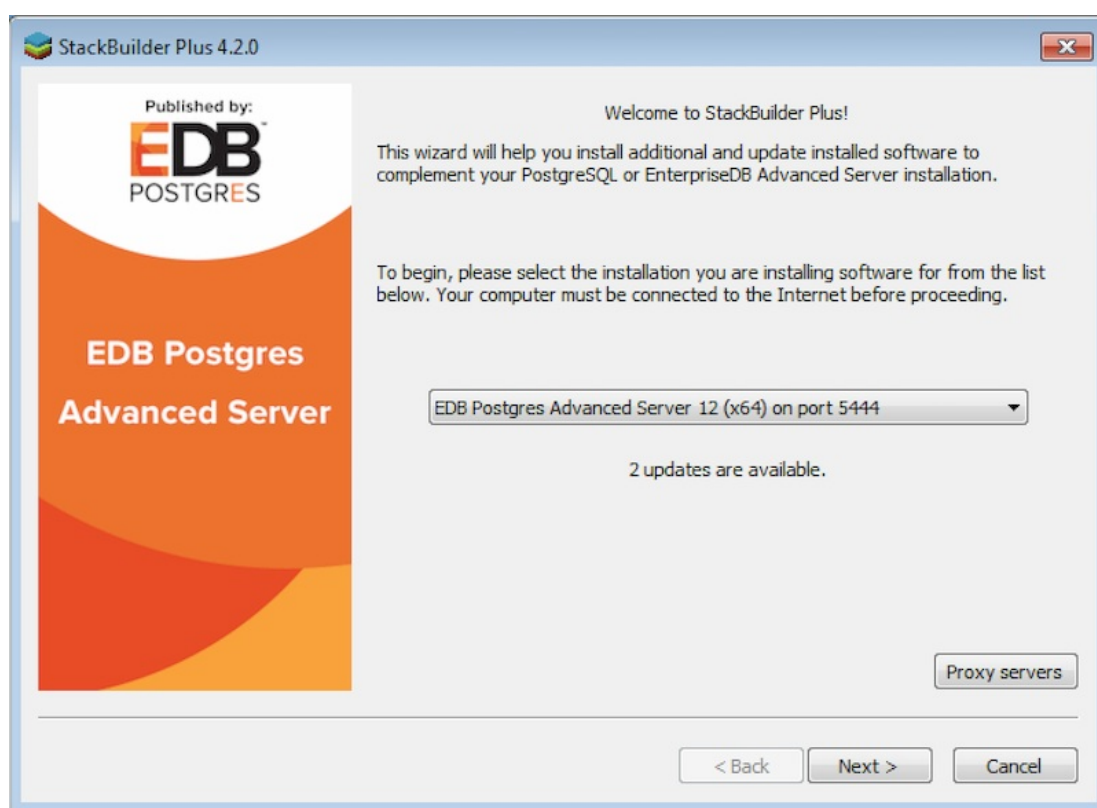 StackBuilder Plus 4.2.0
Published by:
EDB™
POSTGRES
EDB Postgres
Advanced Server
Welcome to StackBuilder Plus!
This wizard will help you install additional and update installed software to
complement your PostgreSQL or EnterpriseDB Advanced Server installation.
To begin, please select the installation you are installing software for from the list
below. Your computer must be connected to the Internet before proceeding.
EDB Postgres Advanced Server 12 (x64) on port 5444
2 updates are available.
Proxy servers
< Back
Next >
Cancel